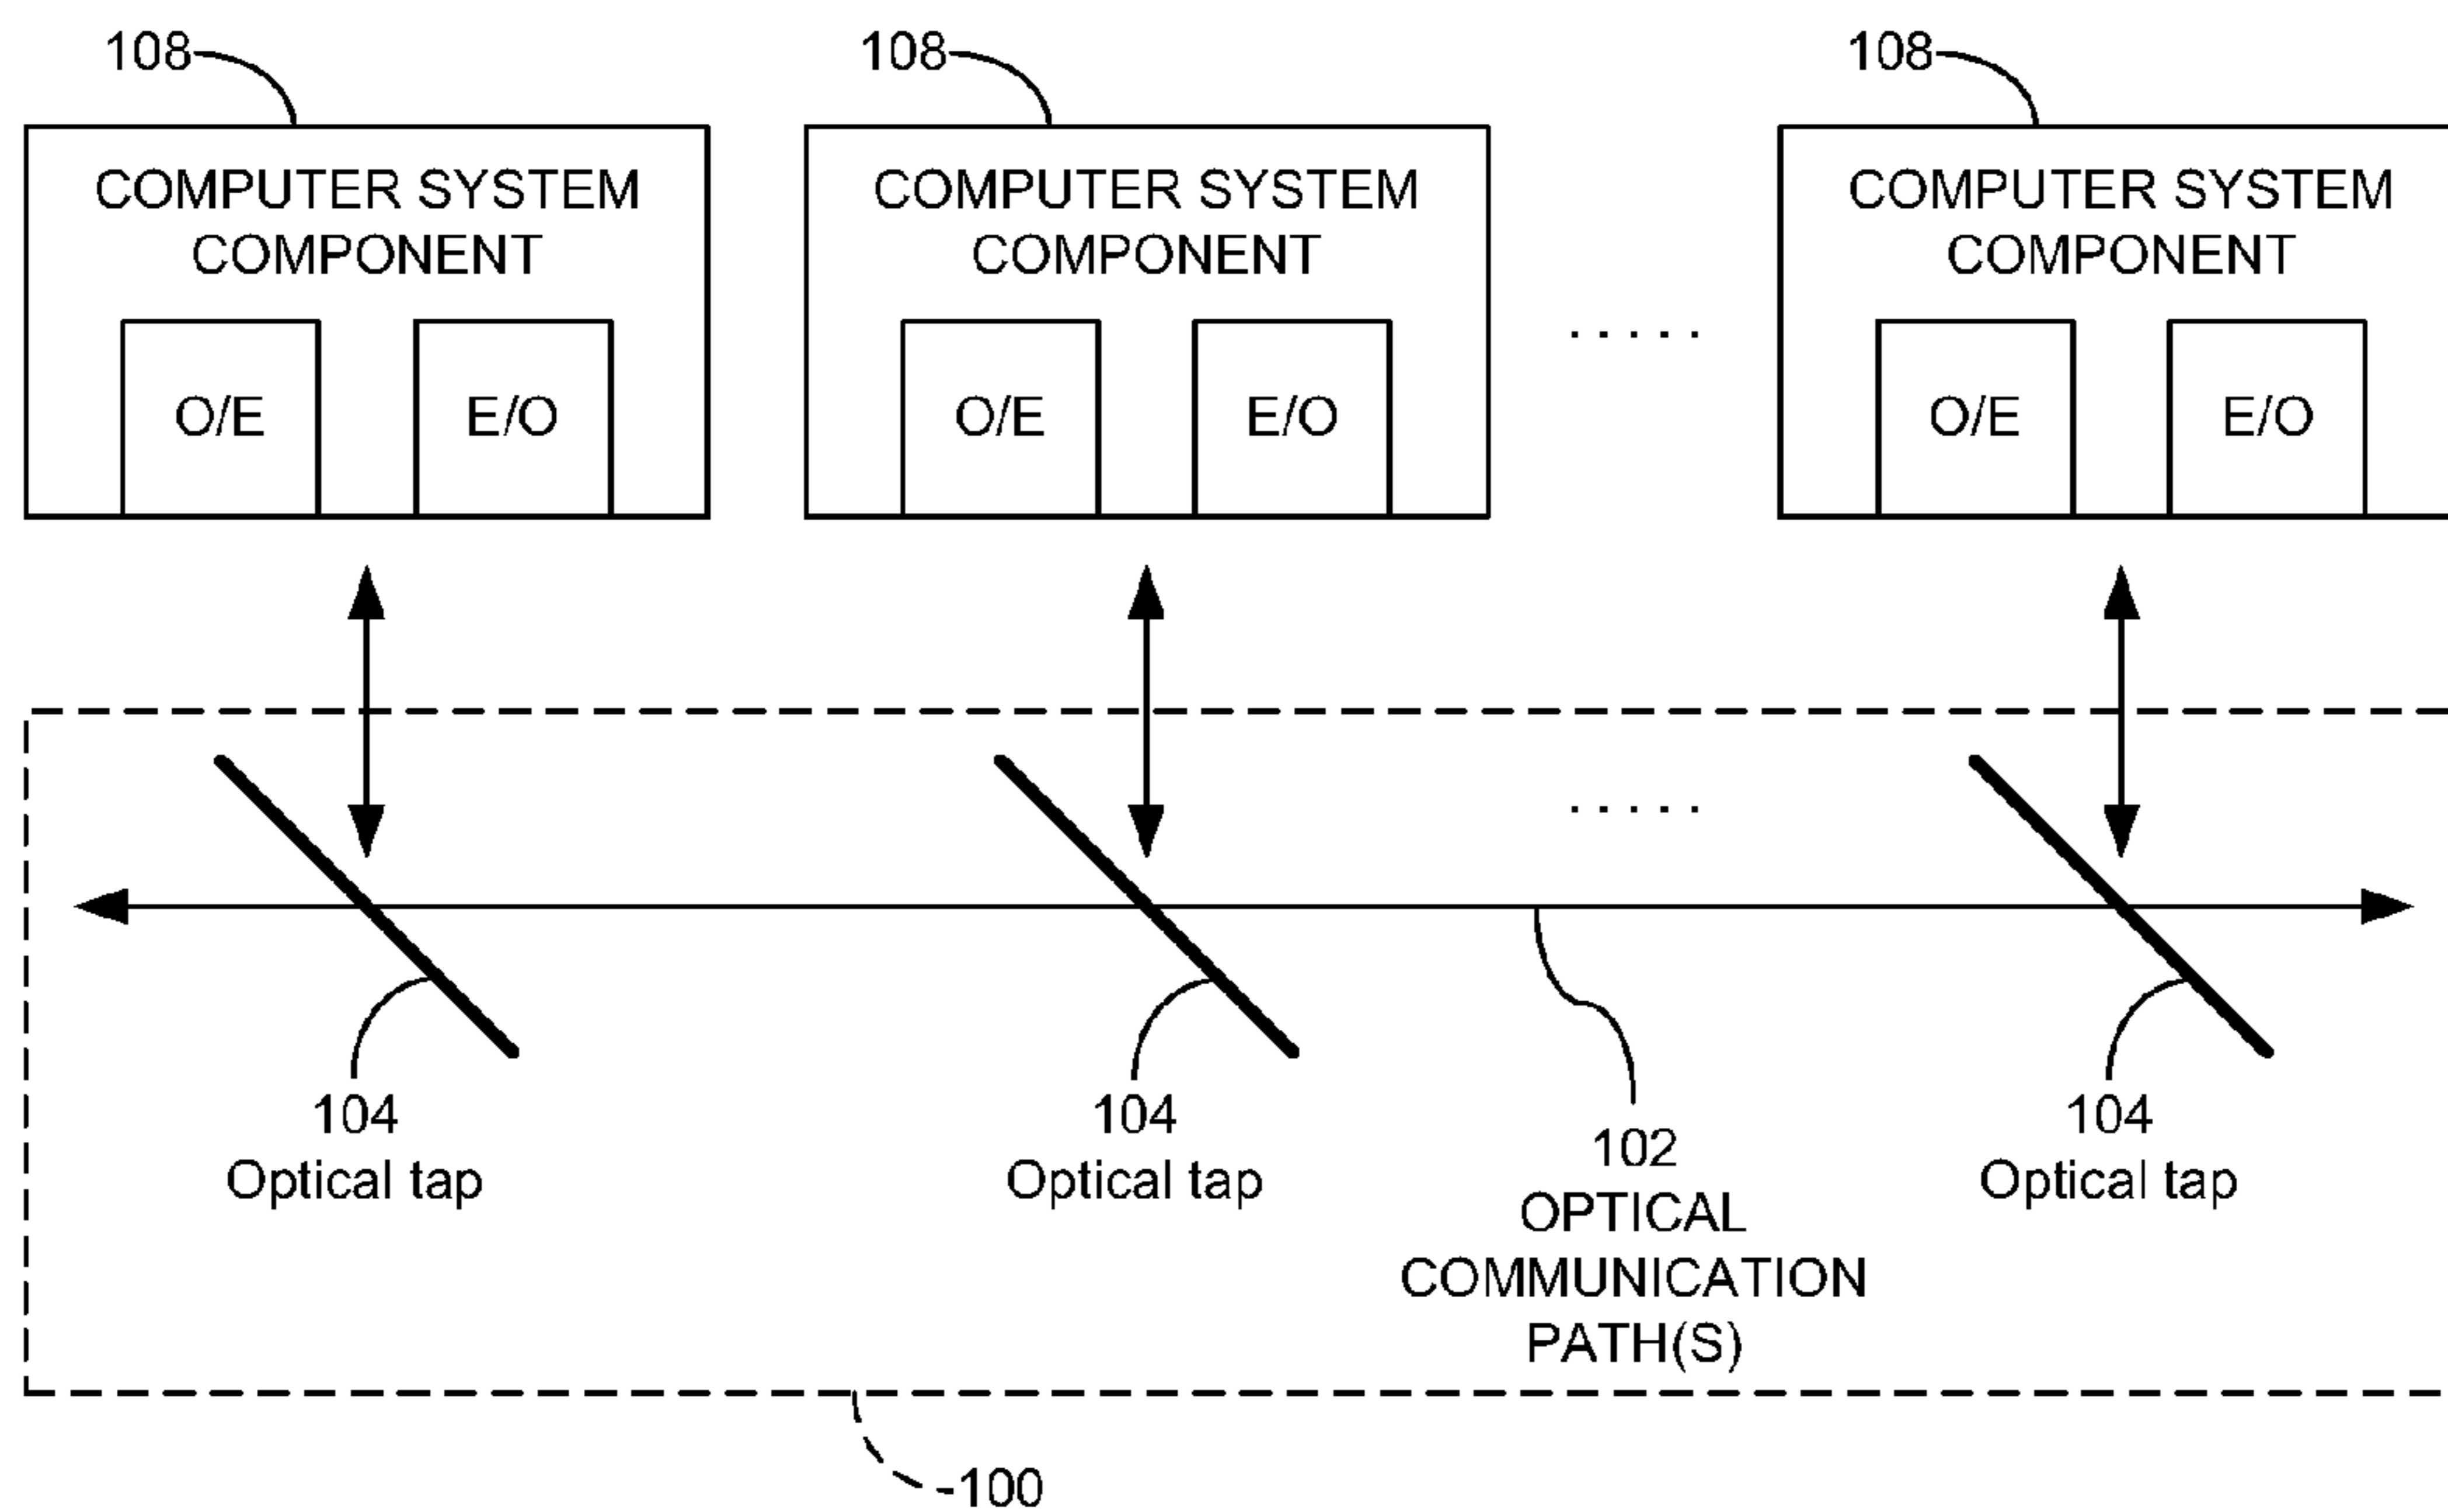 108
108
108
COMPUTER SYSTEM
COMPONENT
O/E
E/O
COMPUTER SYSTEM
COMPONENT
O/E
E/O
.....
COMPUTER SYSTEM
COMPONENT
O/E
E/O
.....
104
Optical tap
104
Optical tap
102
OPTICAL
COMMUNICATION
PATH(S)
104
Optical tap
100